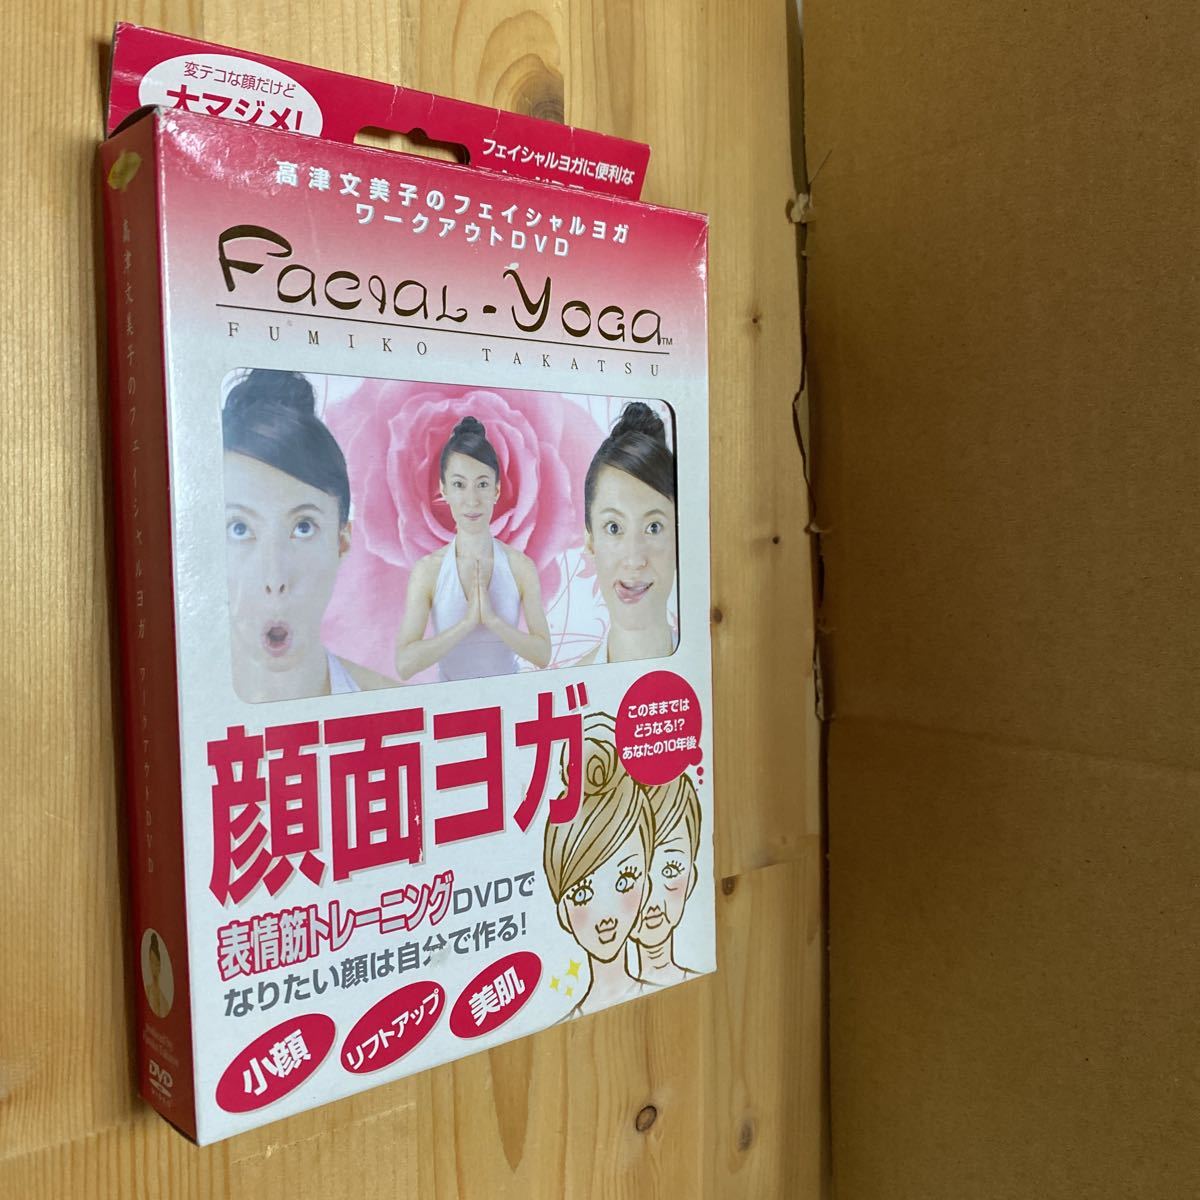 変テコな顔だけど
大マジメ!
フェイシャルヨガに便利な
高津文美子のフェイシャルヨガ
ワークアウトDVD
Facial-Yoga™
FUMIKO TAKATSU
このままでは
どうなる!?
あなたの10年後
顔面ヨガ
表情筋トレーニングDVDで
なりたい顔は自分で作る!
小顔
リフトアップ
美肌
高津文美子のフェイシャルヨガ ワークアウトDVD
DVD
VIDEO